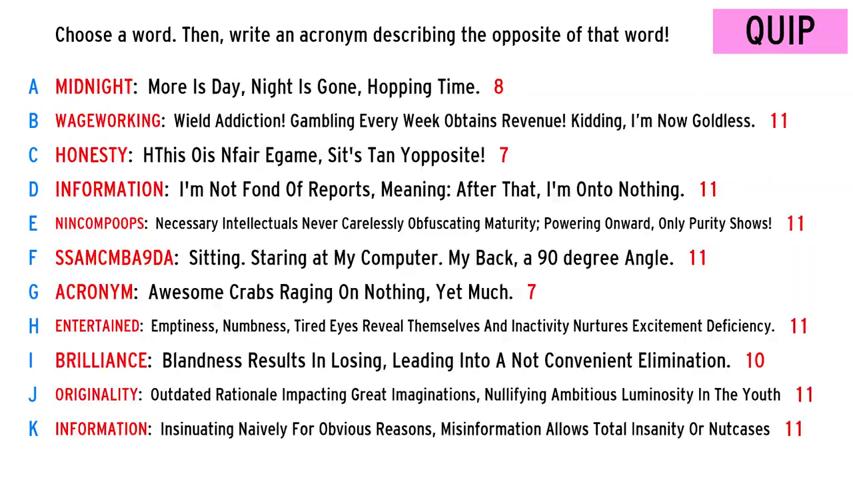 Choose a word. Then, write an acronym describing the opposite of that word!
QUIP
A MIDNIGHT: More Is Day, Night Is Gone, Hopping Time. 8
B WAGEWORKING: Wield Addiction! Gambling Every Week Obtains Revenue! Kidding, I'm Now Goldless. 11
C HONESTY: HThis Ois Nfair Egame, Sit's Tan Yopposite! 7
D INFORMATION: I'm Not Fond Of Reports, Meaning: After That, I'm Onto Nothing. 11
E NINCOMPOOPS: Necessary Intellectuals Never Carelessly Obfuscating Maturity; Powering Onward, Only Purity Shows! 11
F SSAMCMBA9DA: Sitting. Staring at My Computer. My Back, a 90 degree Angle. 11
G ACRONYM: Awesome Crabs Raging On Nothing, Yet Much. 7
H ENTERTAINED: Emptiness, Numbness, Tired Eyes Reveal Themselves And Inactivity Nurtures Excitement Deficiency. 11
I BRILLIANCE: Blandness Results In Losing, Leading Into A Not Convenient Elimination. 10
J ORIGINALITY: Outdated Rationale Impacting Great Imaginations, Nullifying Ambitious Luminosity In The Youth 11
K INFORMATION: Insinuating Naively For Obvious Reasons, Misinformation Allows Total Insanity Or Nutcases 11